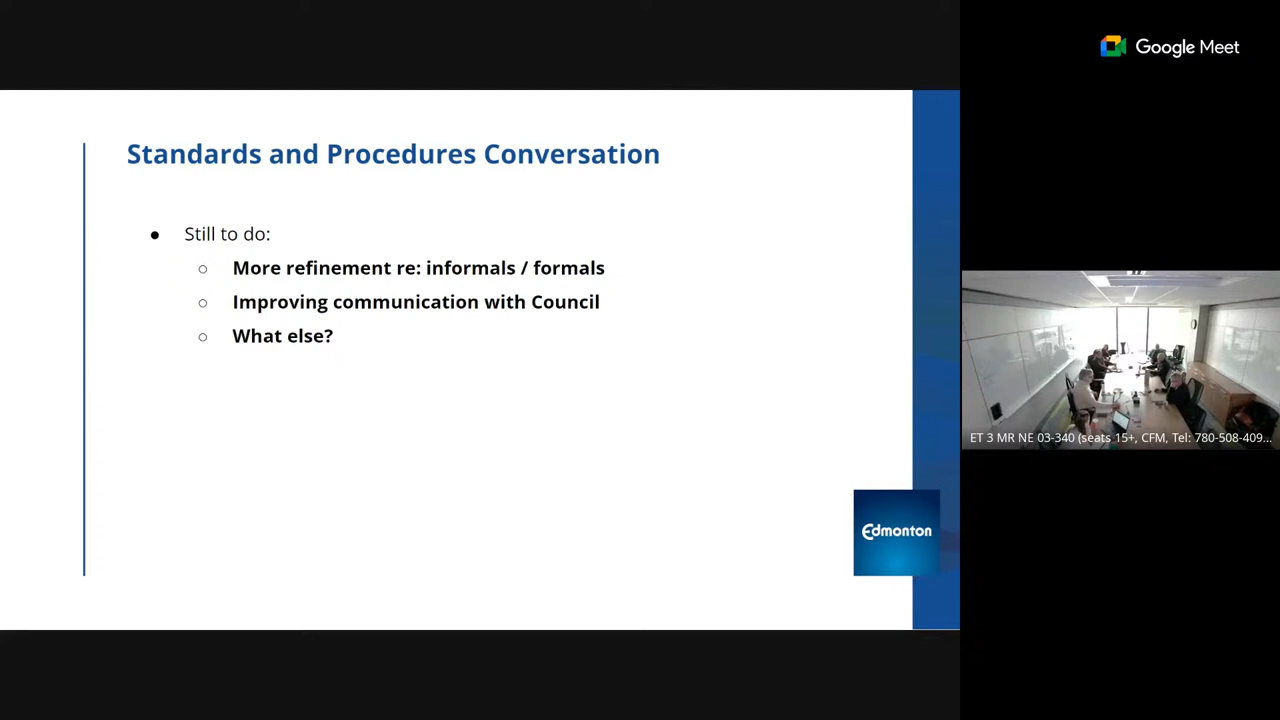 Google Meet
Standards and Procedures Conversation
Still to do:
More refinement re: informals / formals
Improving communication with Council
What else?
ET 3 MR NE 03-340 (seats 15+, CFM, Tel: 780-508-409...
Edmonton